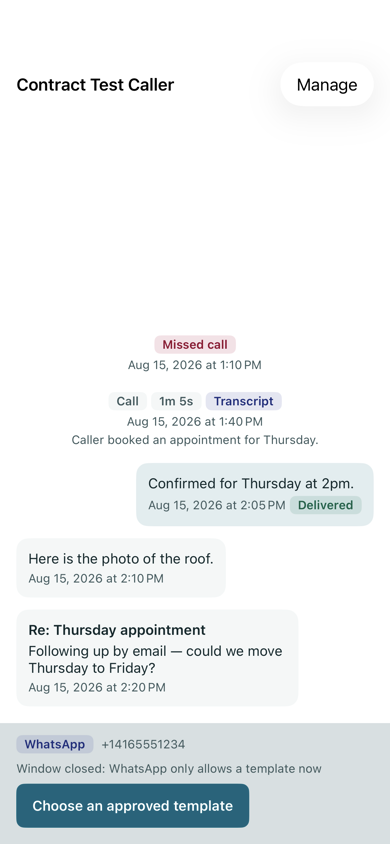 Contract Test Caller
Manage
Missed call
Aug 15, 2026 at 1:10 PM
Call 1m 5s Transcript
Aug 15, 2026 at 1:40 PM
Caller booked an appointment for Thursday.
Confirmed for Thursday at 2pm.
Aug 15, 2026 at 2:05 PM Delivered
Here is the photo of the roof.
Aug 15, 2026 at 2:10 PM
Re: Thursday appointment
Following up by email — could we move
Thursday to Friday?
Aug 15, 2026 at 2:20 PM
WhatsApp +14165551234
Window closed: WhatsApp only allows a template now
Choose an approved template